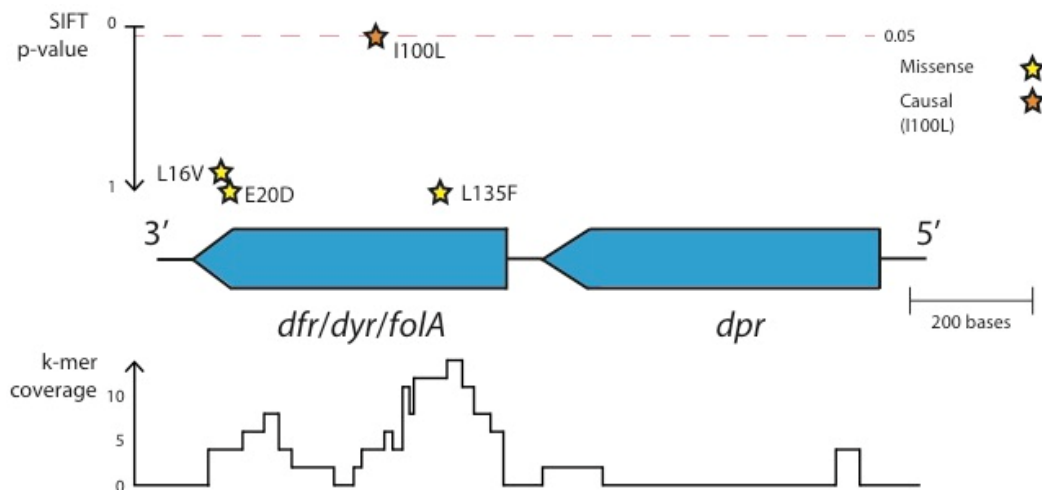 SIFT
p-value
0
1
0.05
I100L
Missense
Causal
(I100L)
L16V
E20D
L135F
3’
5’
dfr/dyr/folA
dpr
200 bases
k-mer
coverage
10
5
0